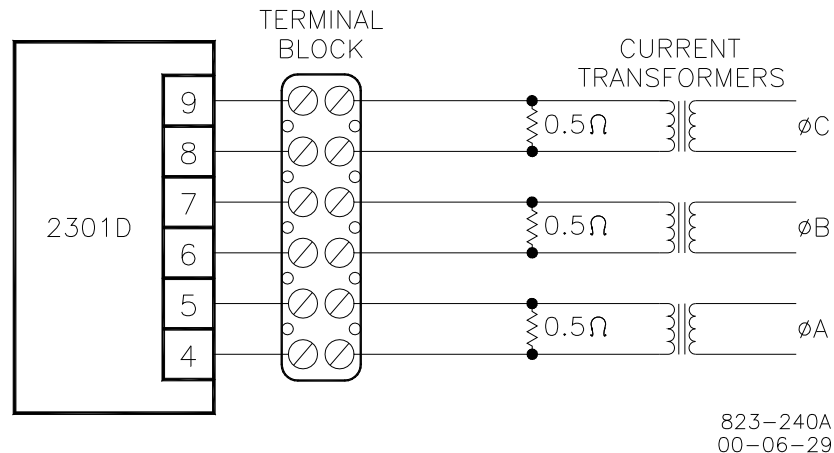 TERMINAL
BLOCK
CURRENT
TRANSFORMERS
2301D
9
8
7
6
5
4
0.5Ω
0.5Ω
0.5Ω
øC
øB
øA
823-240A
00-06-29